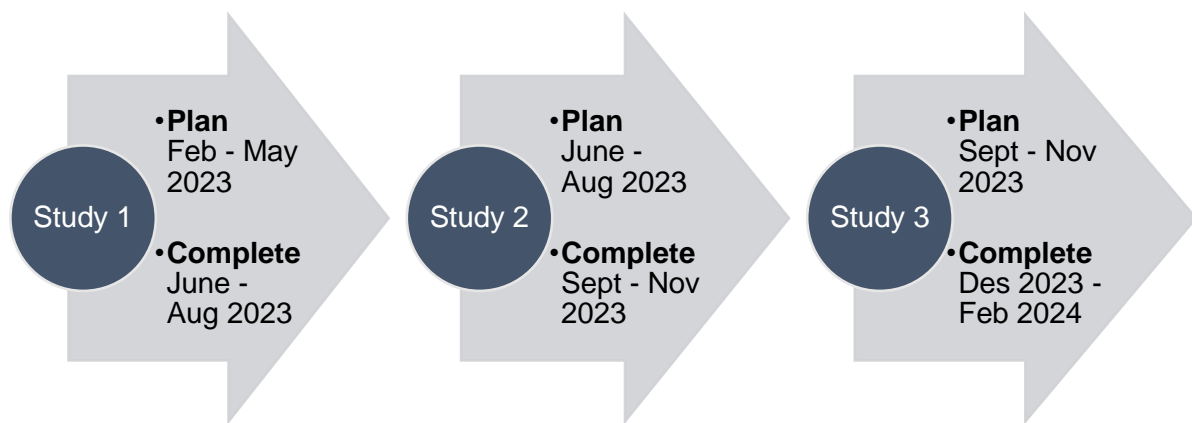 Study 1
•Plan
Feb - May
2023
•Complete
June -
Aug 2023
Study 2
•Plan
June -
Aug 2023
•Complete
Sept - Nov
2023
Study 3
•Plan
Sept - Nov
2023
•Complete
Des 2023 -
Feb 2024